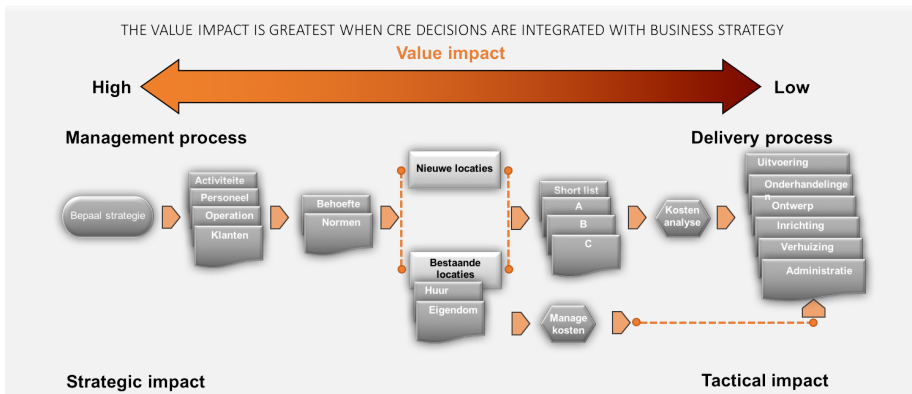 THE VALUE IMPACT IS GREATEST WHEN CRE DECISIONS ARE INTEGRATED WITH BUSINESS STRATEGY
Value impact
High
Low
Management process
Delivery process
Bepaal strategie
Activiteite
Personeel
Operation
Klanten
Behoefte
Normen
Nieuwe locaties
Bestaande
locaties
Huur
Eigendom
Short list
A
B
C
Kosten
analyse
Manage
kosten
Uitvoering
Onderhandelinge
n
Ontwerp
Inrichting
Verhuizing
Administratie
Strategic impact
Tactical impact